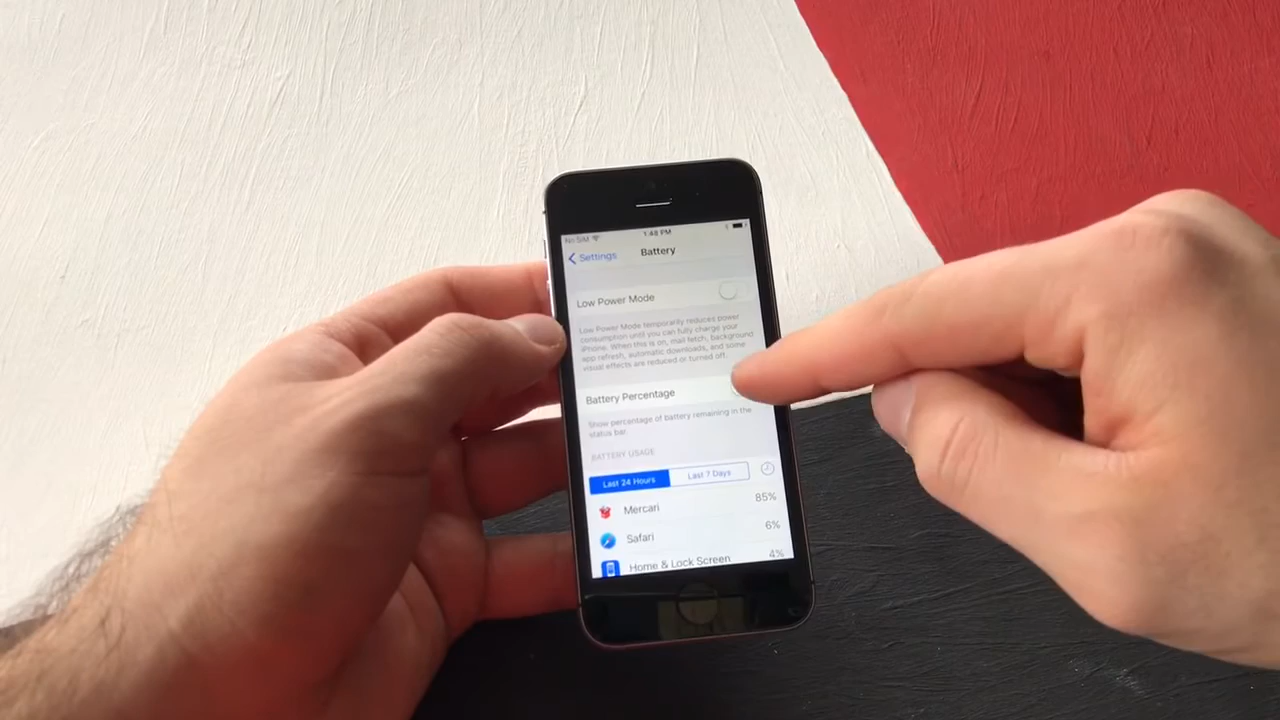 No SIM 1:48 PM
Settings Battery
Low Power Mode
Low Power Mode temporarily reduces power
consumption until you can fully charge your
iPhone. When this is on, mail fetch, background
app refresh, automatic downloads, and some
visual effects are reduced or turned off.
Battery Percentage
Show percentage of battery remaining in the
status bar.
BATTERY USAGE
Last 24 Hours Last 7 Days
Mercari 85%
Safari 6%
Home & Lock Screen 4%